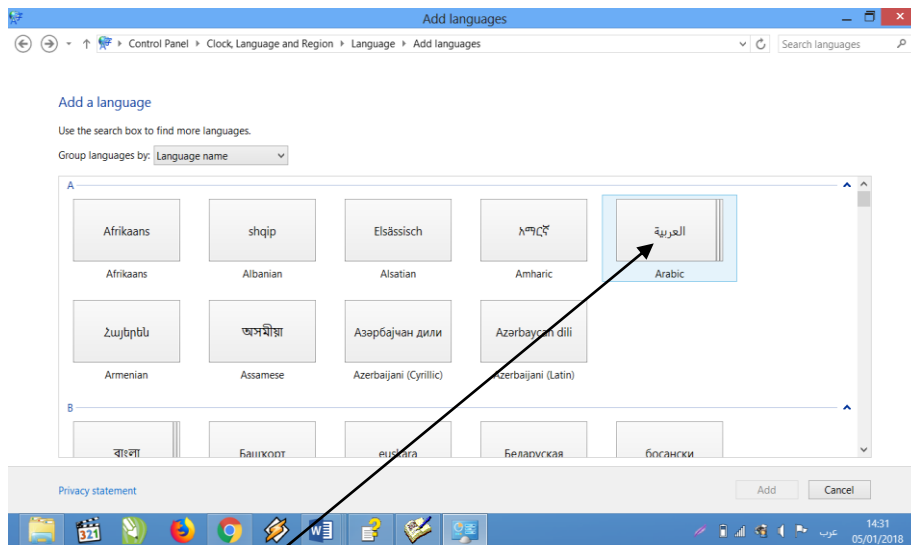 Add languages
Control Panel Clock, Language and Region Language Add languages Search languages
Add a language
Use the search box to find more languages.
Group languages by: Language name
A
Afrikaans shqip Elsässisch አማርኛ العربية
Afrikaans Albanian Alsatian Amharic Arabic
Հայերեն অসমীয়া Азәрбајҹан дили Azərbaycan dili
Armenian Assamese Azerbaijani (Cyrillic) Azerbaijani (Latin)
B
বাংলা Башҡорт euskara Беларуская босански
Privacy statement Add Cancel
321 عرب 14:31
05/01/2018